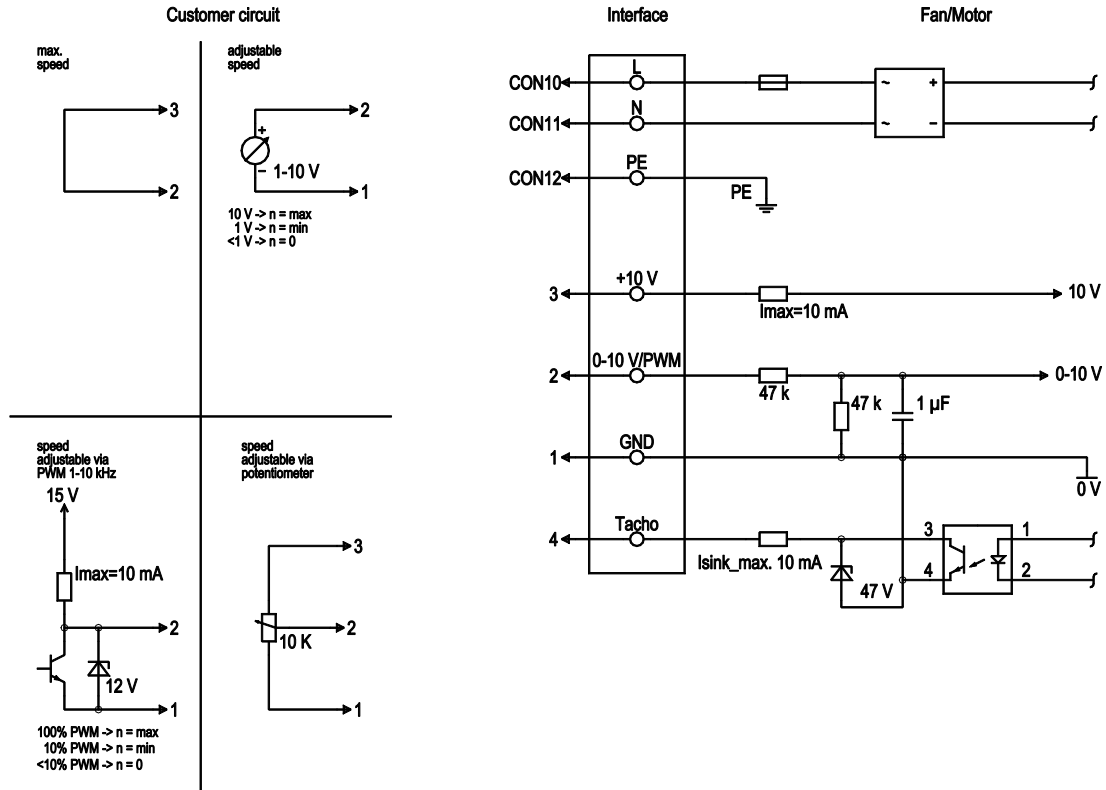 Customer circuit
Interface
Fan/Motor
max.
speed
3
2
adjustable
speed
2
+
– 1-10 V
1
10 V -> n = max
1 V -> n = min
<1 V -> n = 0
speed
adjustable via
PWM 1-10 kHz
15 V
Imax=10 mA
2
12 V
1
100% PWM -> n = max
10% PWM -> n = min
<10% PWM -> n = 0
speed
adjustable via
potentiometer
3
2
10 K
1
L
CON10
~ +
N
CON11
~ –
PE
CON12
PE
+10 V
3
10 V
Imax=10 mA
0-10 V/PWM
2
0-10 V
47 k
47 k
1 µF
GND
1
0 V
Tacho
4
3
1
Isink_max. 10 mA
4
2
47 V